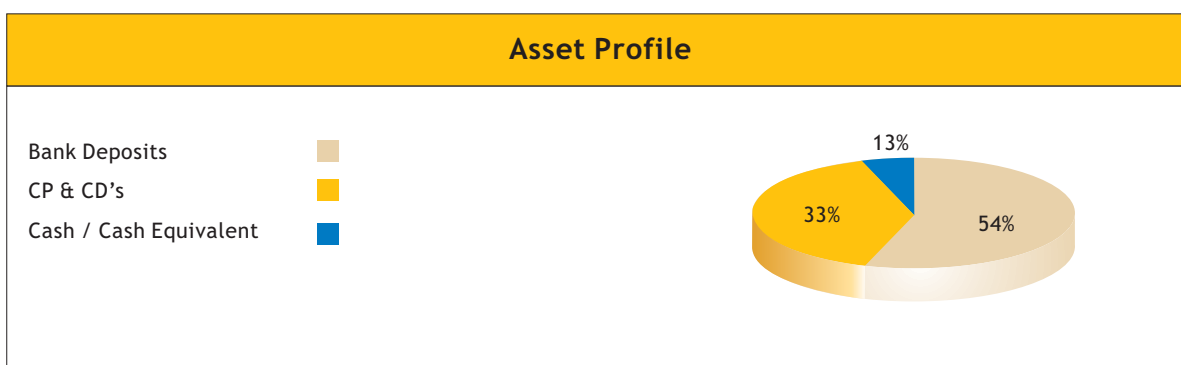 Asset Profile
Bank Deposits
CP & CD’s
Cash / Cash Equivalent
13%
33%
54%